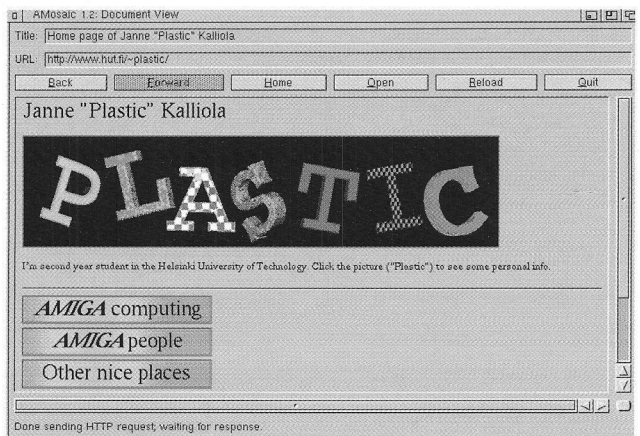 AMosaic 1.2: Document View
Title: Home page of Janne "Plastic" Kalliola
URL: http://www.hut.fi/~plastic/
Back Forward Home Open Reload Quit
Janne "Plastic" Kalliola
PLASTIC
I'm second year student in the Helsinki University of Technology. Click the picture ("Plastic") to see some personal info.
AMIGA computing
AMIGA people
Other nice places
Done sending HTTP request; waiting for response.